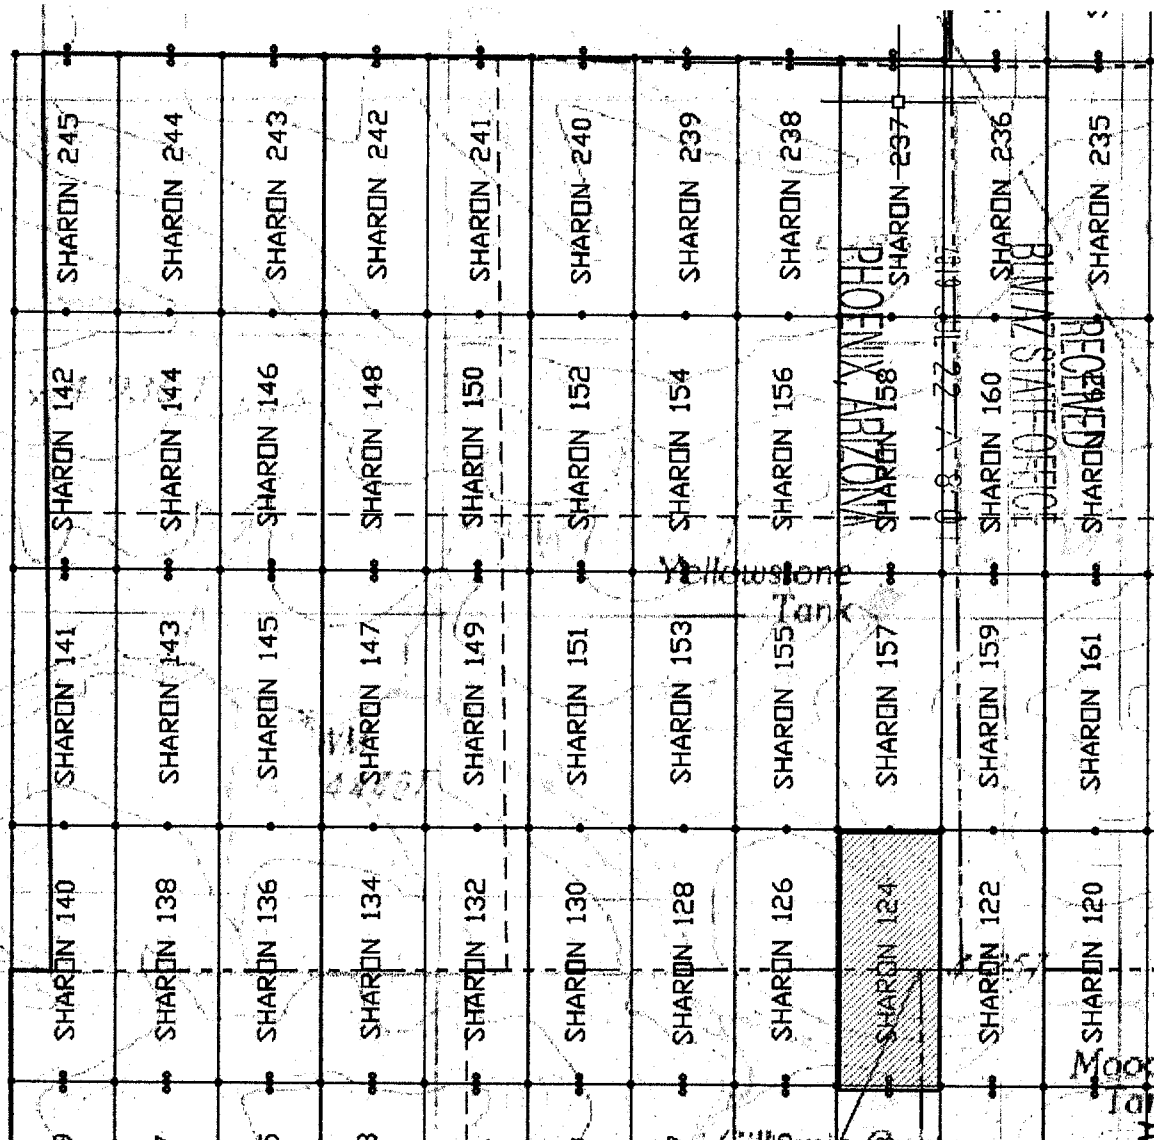 SHARON 245
SHARON 244
SHARON 243
SHARON 242
SHARON 241
SHARON 240
SHARON 239
SHARON 238
SHARON 237
SHARON 236
SHARON 235
RECEIVED
BLM AZ STATE OFFICE
PHOENIX, ARIZONA
SHARON 142
SHARON 144
SHARON 146
SHARON 148
SHARON 150
SHARON 152
SHARON 154
SHARON 156
SHARON 158
SHARON 160
SHARON
Yellowstone
Tank
SHARON 141
SHARON 143
SHARON 145
SHARON 147
SHARON 149
SHARON 151
SHARON 153
SHARON 155
SHARON 157
SHARON 159
SHARON 161
SHARON 140
SHARON 138
SHARON 136
SHARON 134
SHARON 132
SHARON 130
SHARON 128
SHARON 126
SHARON 124
SHARON 122
SHARON 120